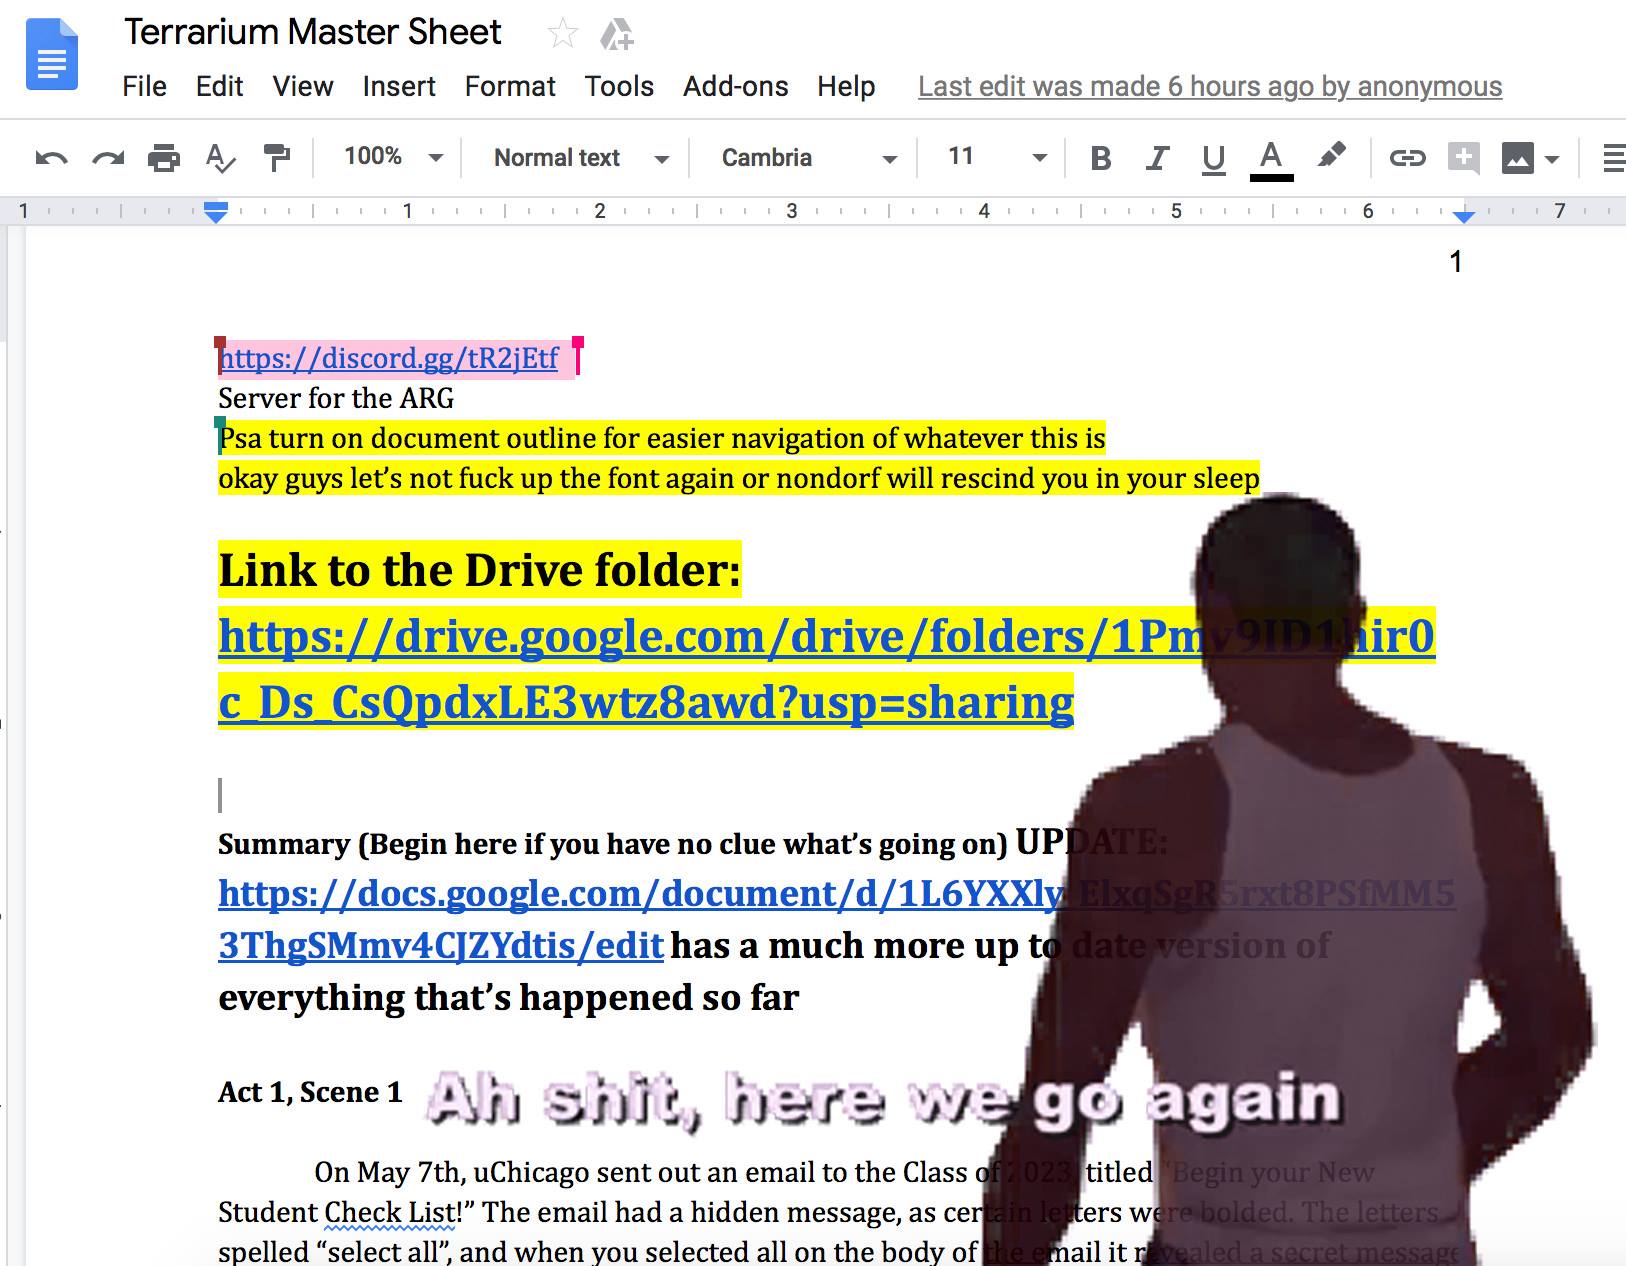 Terrarium Master Sheet
File Edit View Insert Format Tools Add-ons Help Last edit was made 6 hours ago by anonymous
100% Normal text Cambria 11 B I U A
1 1 2 3 4 5 6 7
1
https://discord.gg/tR2jEtf
Server for the ARG
Psa turn on document outline for easier navigation of whatever this is
okay guys let's not fuck up the font again or nondorf will rescind you in your sleep
Link to the Drive folder:
https://drive.google.com/drive/folders/1Pmv9ID1hir0
c_Ds_CsQpdxLE3wtz8awd?usp=sharing
Summary (Begin here if you have no clue what's going on) UPDATE:
https://docs.google.com/document/d/1L6YXXly_ElxqSgR5rxt8PSfMM5
3ThgSMmv4CJZYdtis/edit has a much more up to date version of
everything that's happened so far
Act 1, Scene 1
Ah shit, here we go again
On May 7th, uChicago sent out an email to the Class of 2023, titled "Begin your New
Student Check List!" The email had a hidden message, as certain letters were bolded. The letters
spelled "select all", and when you selected all on the body of the email it revealed a secret message